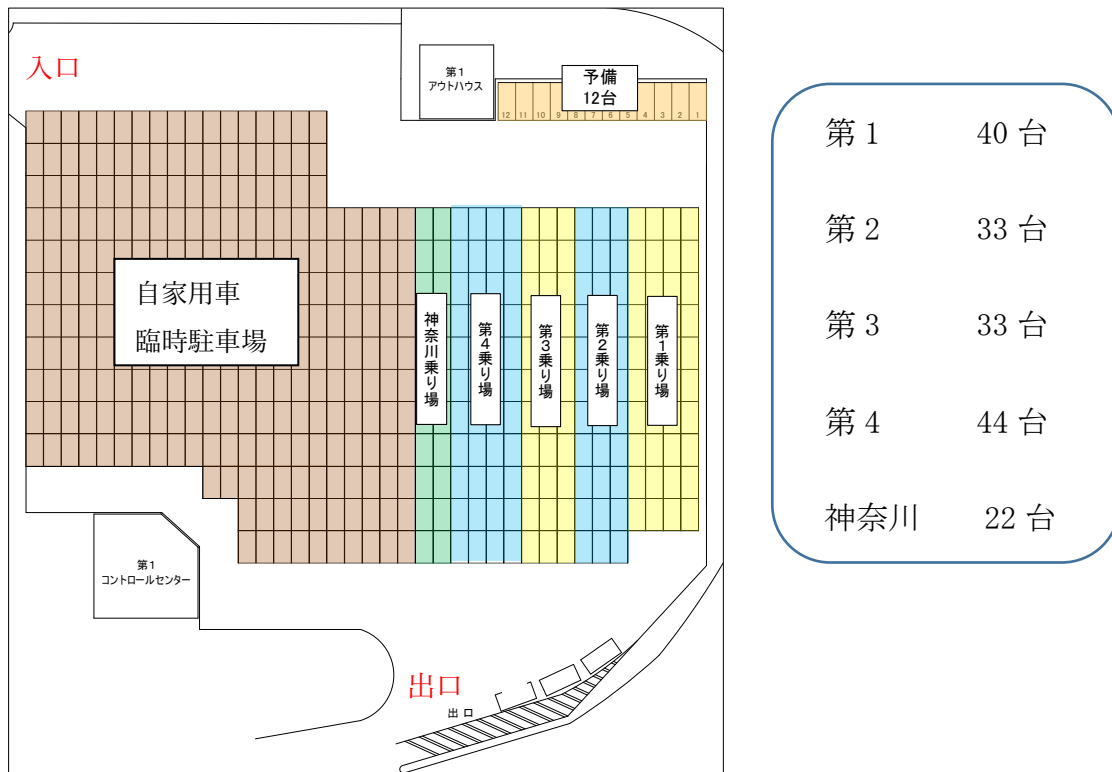 入口
第1
アウトハウス
予備
12台
12 11 10 9 8 7 6 5 4 3 2 1
自家用車
臨時駐車場
神奈川乗り場
第4乗り場
第3乗り場
第2乗り場
第1乗り場
第1
コントロールセンター
出口
出口
第1 40台
第2 33台
第3 33台
第4 44台
神奈川 22台